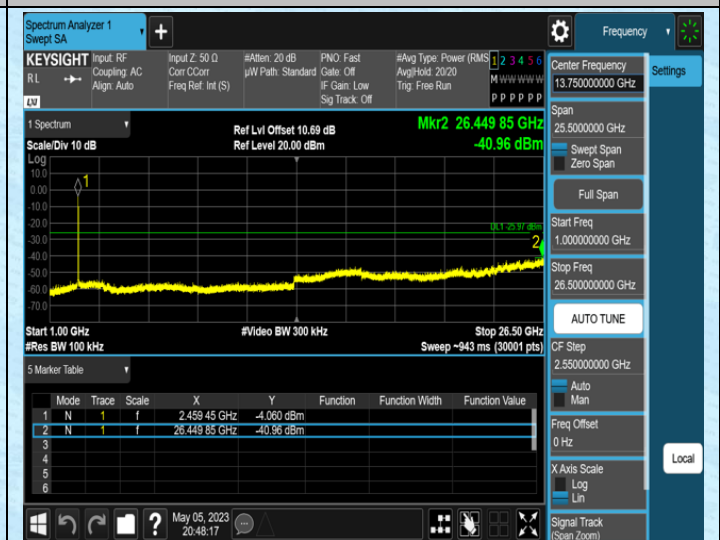 Spectrum Analyzer 1
Swept SA
+
Frequency
KEYSIGHT
Input: RF
Input Z: 50 Ω
#Atten: 20 dB
PNO: Fast
#Avg Type: Power (RMS
1 2 3 4 5 6
RL
Coupling: AC
Corr CCorr
µW Path: Standard
Gate: Off
Avg|Hold: 20/20
M W W W W W
Align: Auto
Freq Ref: Int (S)
IF Gain: Low
Trig: Free Run
LXI
Sig Track: Off
P P P P P P
1 Spectrum
Ref Lvl Offset 10.69 dB
Mkr2 26.449 85 GHz
Scale/Div 10 dB
Ref Level 20.00 dBm
-40.96 dBm
Log
10.0
1
0.00
-10.0
-20.0
DL1 -25.97 dBm
-30.0
2
-40.0
-50.0
-60.0
-70.0
Start 1.00 GHz
#Video BW 300 kHz
Stop 26.50 GHz
#Res BW 100 kHz
Sweep ~943 ms (30001 pts)
5 Marker Table
Mode Trace Scale X Y Function Function Width Function Value
1 N 1 f 2.459 45 GHz -4.060 dBm
2 N 1 f 26.449 85 GHz -40.96 dBm
3
4
5
6
?
May 05, 2023
20:48:17
Center Frequency
13.750000000 GHz
Settings
Span
25.5000000 GHz
Swept Span
Zero Span
Full Span
Start Freq
1.000000000 GHz
Stop Freq
26.500000000 GHz
AUTO TUNE
CF Step
2.550000000 GHz
Auto
Man
Freq Offset
0 Hz
Local
X Axis Scale
Log
Lin
Signal Track
(Span Zoom)